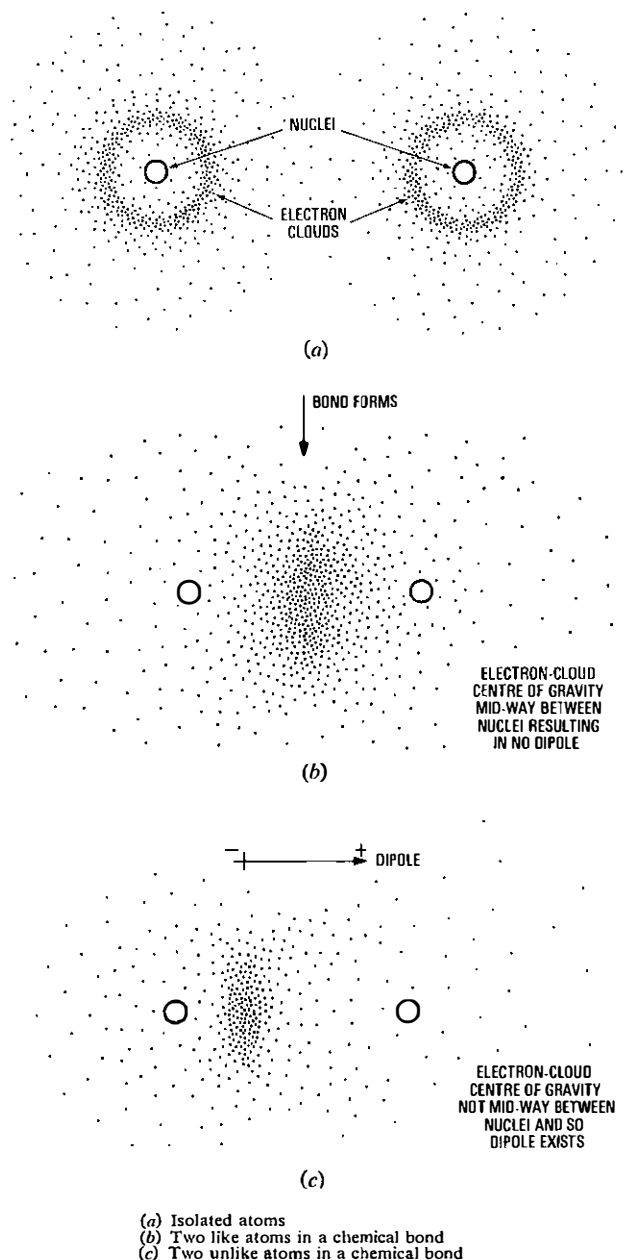 NUCLEI
ELECTRON
CLOUDS
(a)
BOND FORMS
ELECTRON-CLOUD
CENTRE OF GRAVITY
MID-WAY BETWEEN
NUCLEI RESULTING
IN NO DIPOLE
(b)
− +
DIPOLE
ELECTRON-CLOUD
CENTRE OF GRAVITY
NOT MID-WAY BETWEEN
NUCLEI AND SO
DIPOLE EXISTS
(c)
(a) Isolated atoms
(b) Two like atoms in a chemical bond
(c) Two unlike atoms in a chemical bond